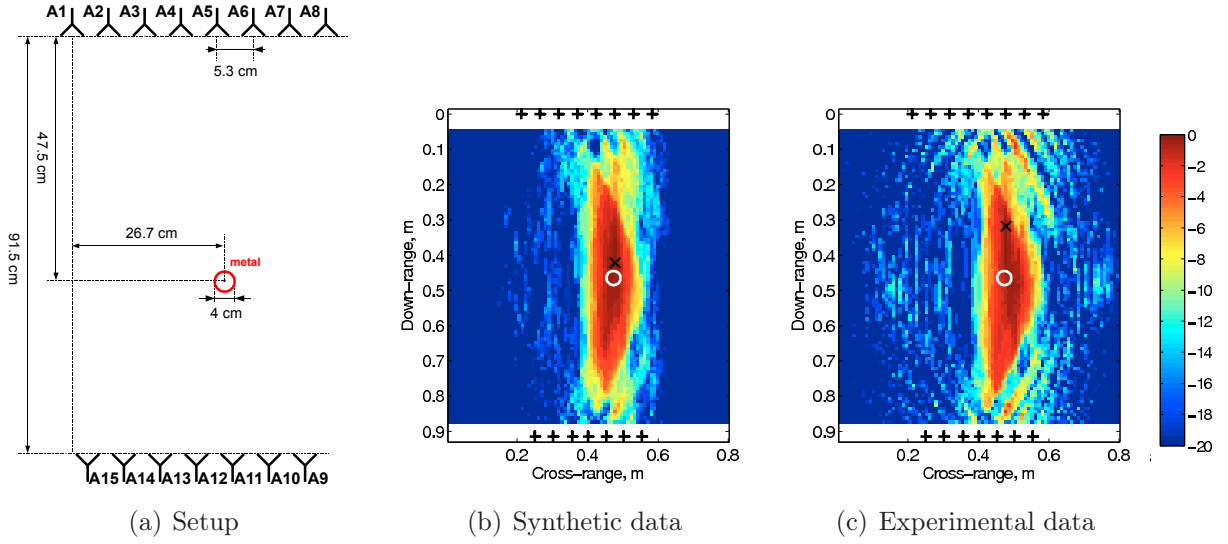 A1 A2 A3 A4 A5 A6 A7 A8
5.3 cm
47.5 cm
91.5 cm
26.7 cm
metal
4 cm
A15 A14 A13 A12 A11 A10 A9
(a) Setup
0
0.1
0.2
0.3
0.4
0.5
0.6
0.7
0.8
0.9
Down-range, m
0.2 0.4 0.6 0.8
Cross-range, m
(b) Synthetic data
0
0.1
0.2
0.3
0.4
0.5
0.6
0.7
0.8
0.9
Down-range, m
0.2 0.4 0.6 0.8
Cross-range, m
(c) Experimental data
0
-2
-4
-6
-8
-10
-12
-14
-16
-18
-20